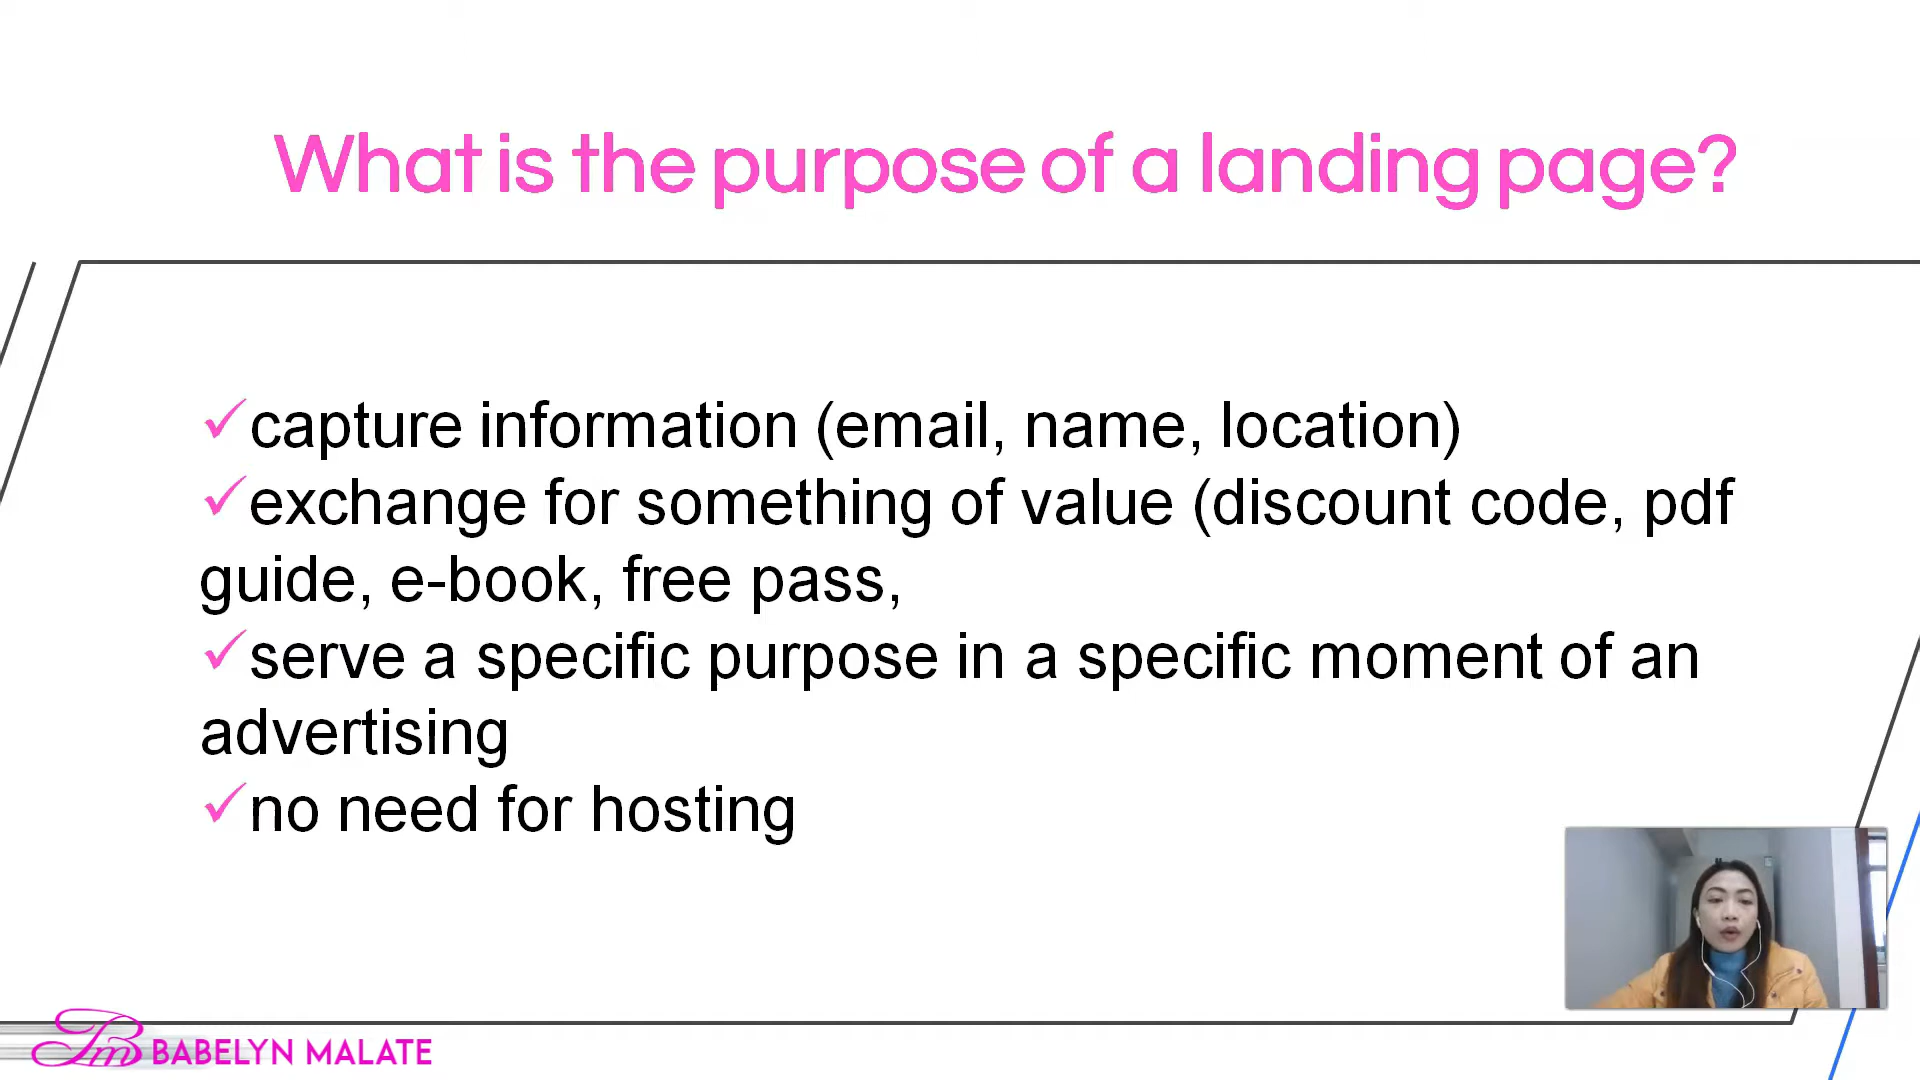 What is the purpose of a landing page?
✓capture information (email, name, location)
✓exchange for something of value (discount code, pdf
guide, e-book, free pass,
✓serve a specific purpose in a specific moment of an
advertising
✓no need for hosting
BABELYN MALATE